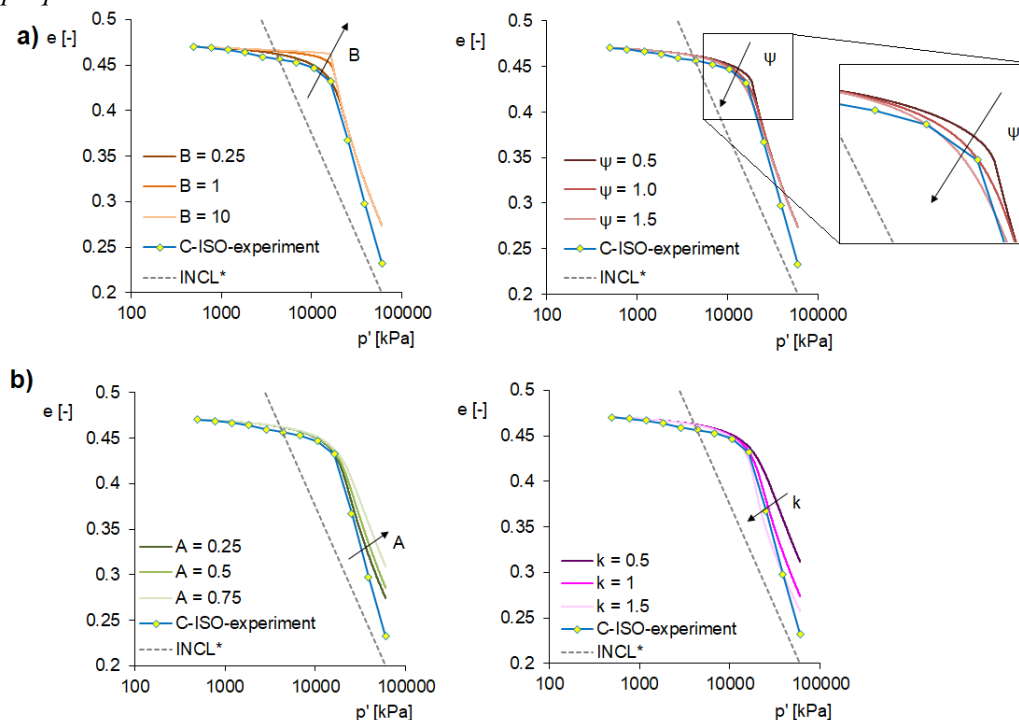 a)
e [-]
0.5
0.45
0.4
0.35
0.3
0.25
0.2
B
B = 0.25
B = 1
B = 10
C-ISO-experiment
INCL*
100
1000
10000
100000
p' [kPa]
e [-]
0.5
0.45
0.4
0.35
0.3
0.25
0.2
ψ
ψ
ψ = 0.5
ψ = 1.0
ψ = 1.5
C-ISO-experiment
INCL*
100
1000
10000
100000
p' [kPa]
b)
e [-]
0.5
0.45
0.4
0.35
0.3
0.25
0.2
A
A = 0.25
A = 0.5
A = 0.75
C-ISO-experiment
INCL*
100
1000
10000
100000
p' [kPa]
e [-]
0.5
0.45
0.4
0.35
0.3
0.25
0.2
k
k = 0.5
k = 1
k = 1.5
C-ISO-experiment
INCL*
100
1000
10000
100000
p' [kPa]